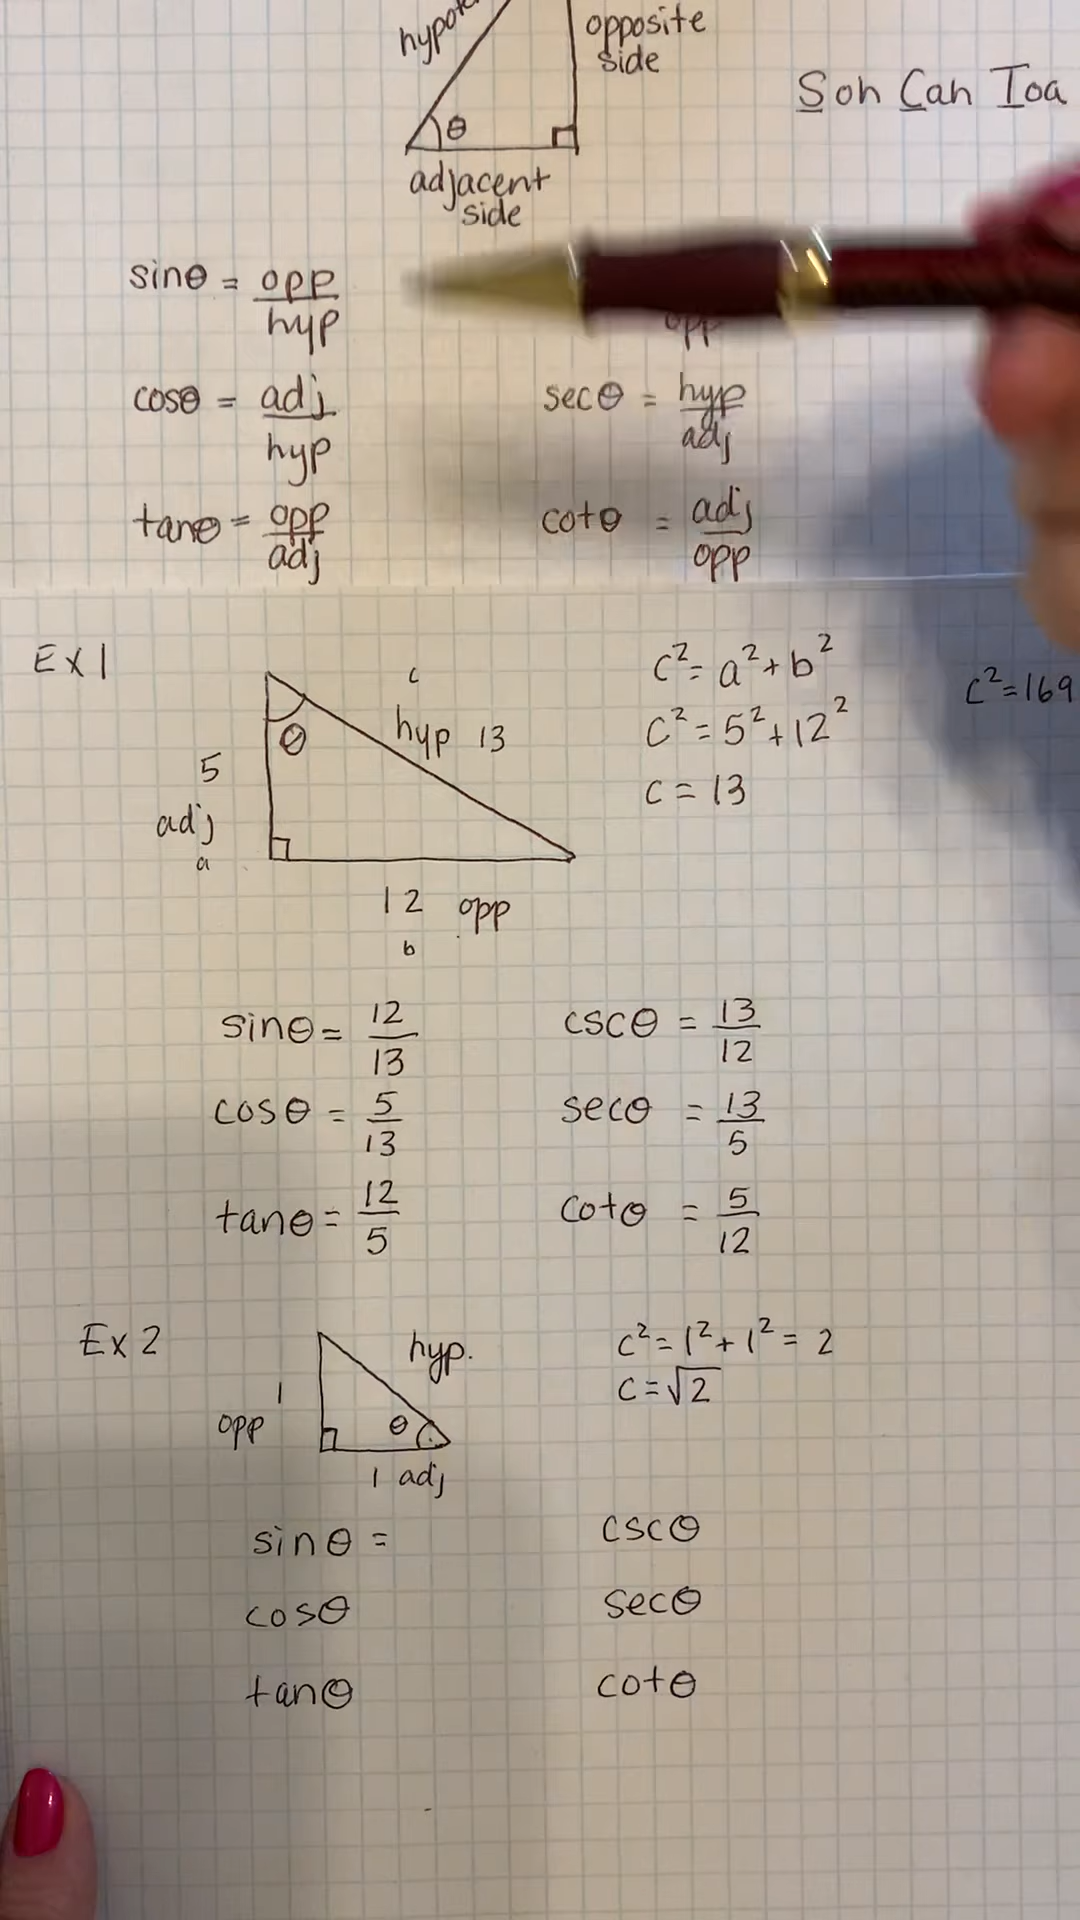 opposite
side
Soh Cah Toa
θ
adjacent
side
sinθ = opp/hyp
opp
cosθ = adj/hyp
secθ = hyp/adj
tanθ = opp/adj
cotθ = adj/opp
Ex 1
c
hyp 13
θ
5
adj
a
12 opp
b
c² = a² + b²
c² = 5² + 12²
c = 13
c² = 169
sinθ = 12/13
cscθ = 13/12
cosθ = 5/13
secθ = 13/5
tanθ = 12/5
cotθ = 5/12
Ex 2
hyp.
1
opp
θ
1 adj
c² = 1² + 1² = 2
c = √2
sinθ =
cscθ
cosθ
secθ
tanθ
cotθ